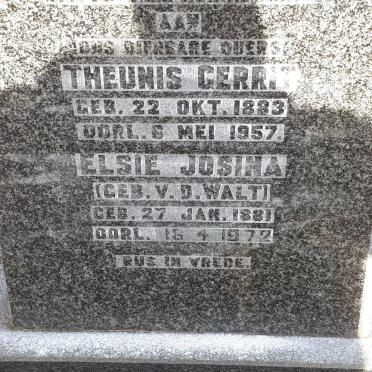 AAN
ONS DIERBARE OUERS
THEUNIS GERRIT
GEB. 22 OKT. 1883
OORL. 6 MEI 1957.
ELSIE JOSINA
(GEB. V. D. WALT)
GEB. 27 JAN. 1881
OORL. 18 4 1972
RUS IN VREDE.